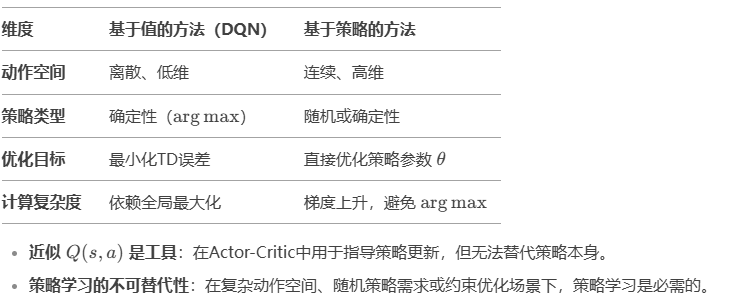 维度 基于值的方法（DQN） 基于策略的方法
动作空间 离散、低维 连续、高维
策略类型 确定性（arg max） 随机或确定性
优化目标 最小化TD误差 直接优化策略参数 θ
计算复杂度 依赖全局最大化 梯度上升，避免 arg max
• 近似 Q(s, a) 是工具：在Actor-Critic中用于指导策略更新，但无法替代策略本身。
• 策略学习的不可替代性：在复杂动作空间、随机策略需求或约束优化场景下，策略学习是必需的。